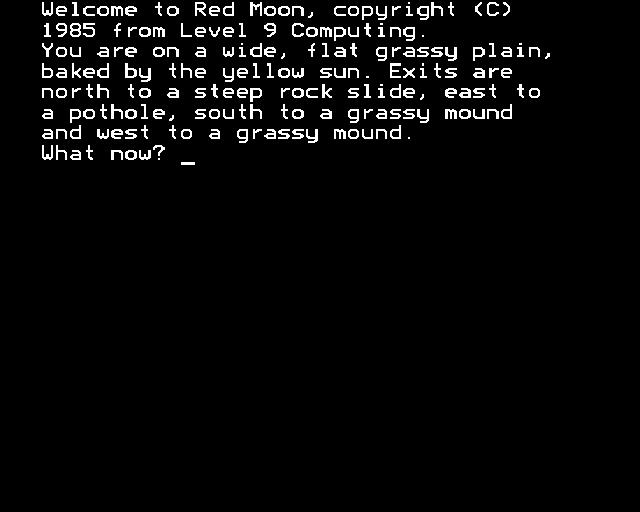 Welcome to Red Moon, copyright (C)
1985 from Level 9 Computing.
You are on a wide, flat grassy plain,
baked by the yellow sun. Exits are
north to a steep rock slide, east to
a pothole, south to a grassy mound
and west to a grassy mound.
What now? _